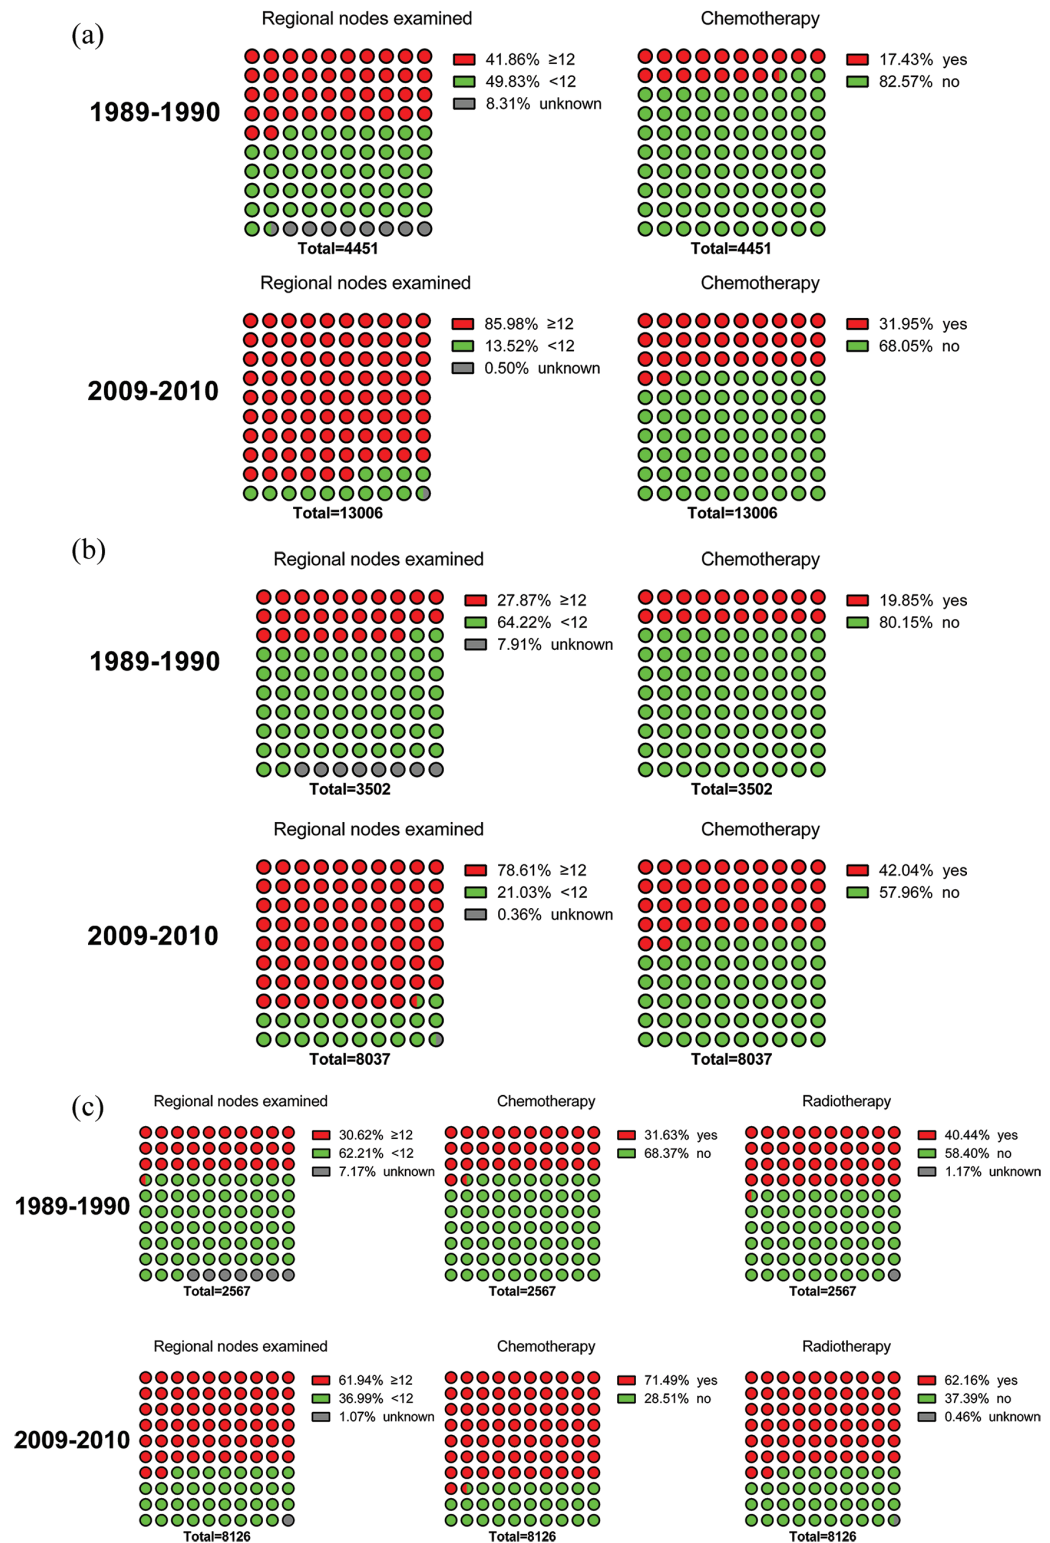 (a)
Regional nodes examined
41.86% ≥12
49.83% <12
8.31% unknown
Total=4451
Chemotherapy
17.43% yes
82.57% no
Total=4451
1989-1990
Regional nodes examined
85.98% ≥12
13.52% <12
0.50% unknown
Total=13006
Chemotherapy
31.95% yes
68.05% no
Total=13006
2009-2010
(b)
Regional nodes examined
27.87% ≥12
64.22% <12
7.91% unknown
Total=3502
Chemotherapy
19.85% yes
80.15% no
Total=3502
1989-1990
Regional nodes examined
78.61% ≥12
21.03% <12
0.36% unknown
Total=8037
Chemotherapy
42.04% yes
57.96% no
Total=8037
2009-2010
(c)
Regional nodes examined
30.62% ≥12
62.21% <12
7.17% unknown
Total=2567
Chemotherapy
31.63% yes
68.37% no
Total=2567
Radiotherapy
40.44% yes
58.40% no
1.17% unknown
Total=2567
1989-1990
Regional nodes examined
61.94% ≥12
36.99% <12
1.07% unknown
Total=8126
Chemotherapy
71.49% yes
28.51% no
Total=8126
Radiotherapy
62.16% yes
37.39% no
0.46% unknown
Total=8126
2009-2010